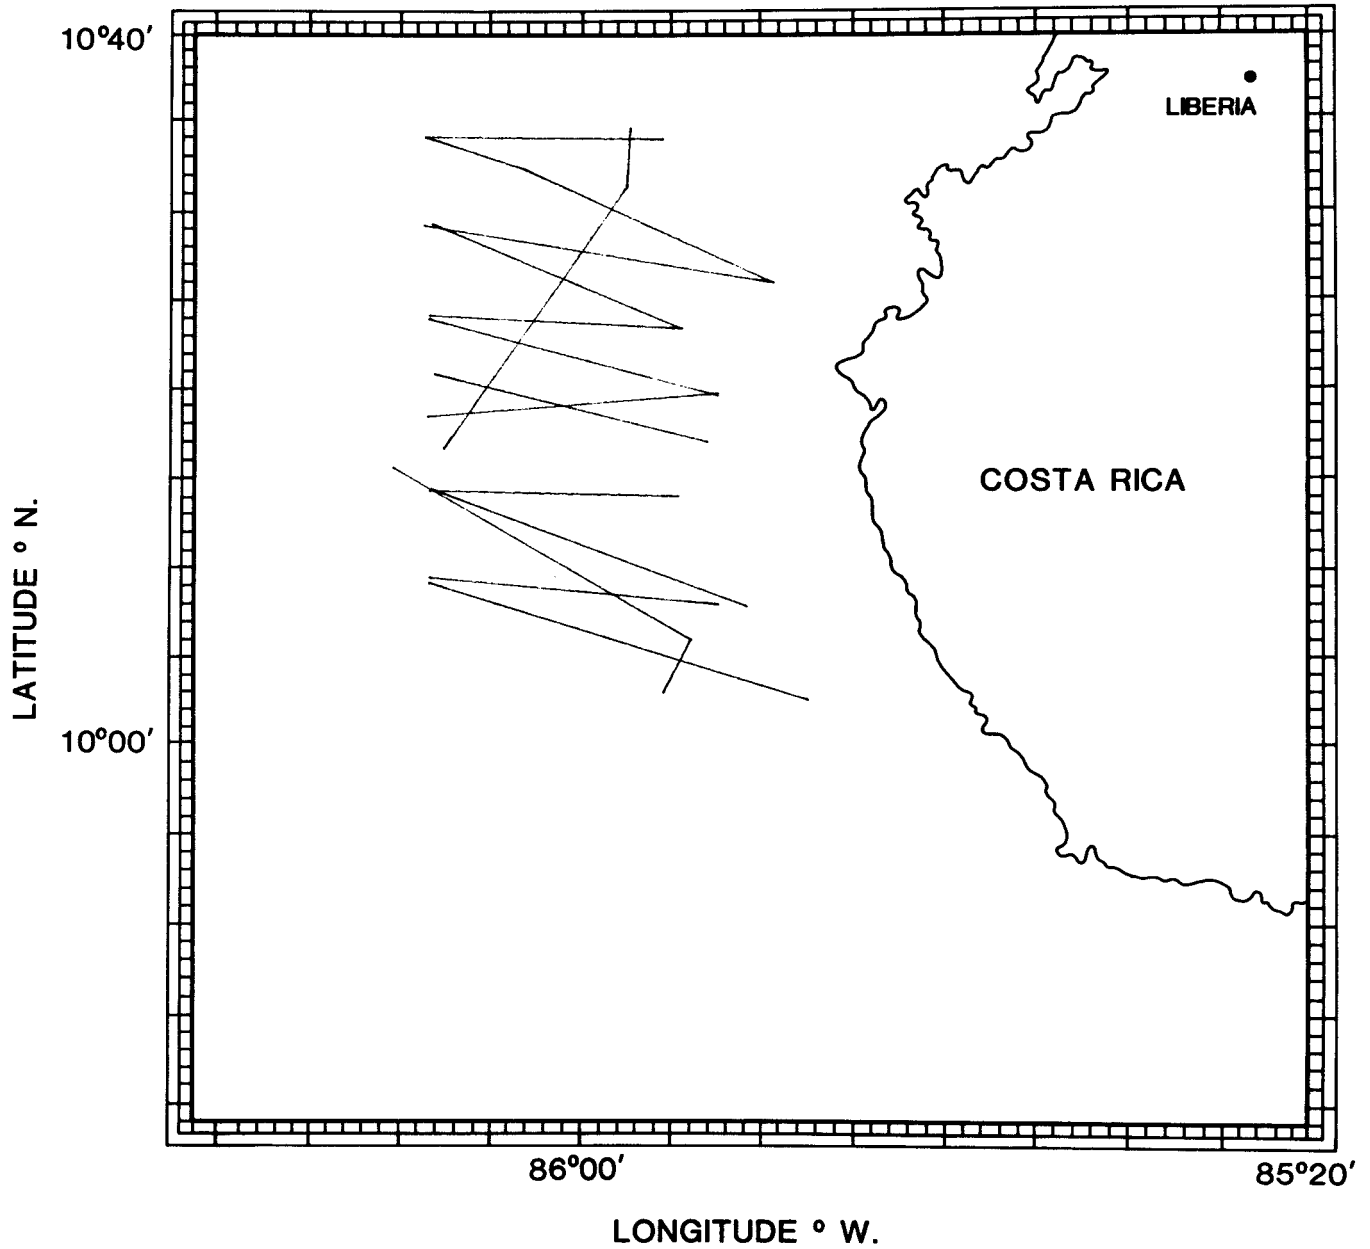 10°40'
LIBERIA
COSTA RICA
LATITUDE ° N.
10°00'
86°00'
85°20'
LONGITUDE ° W.